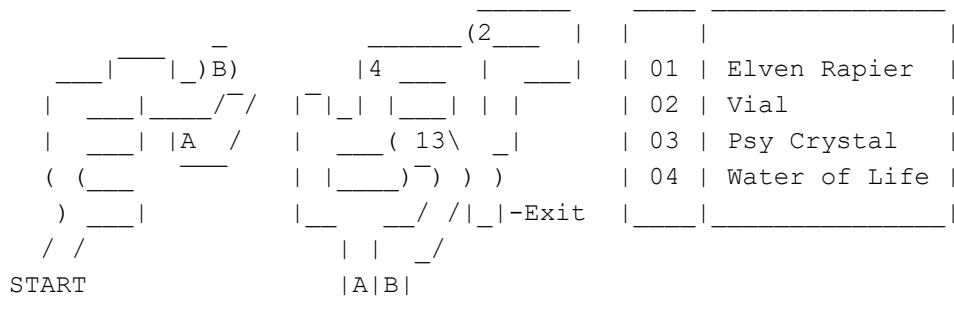 (2
B) 4 01 Elven Rapier
02 Vial
A 13 03 Psy Crystal
04 Water of Life
-Exit
START A B